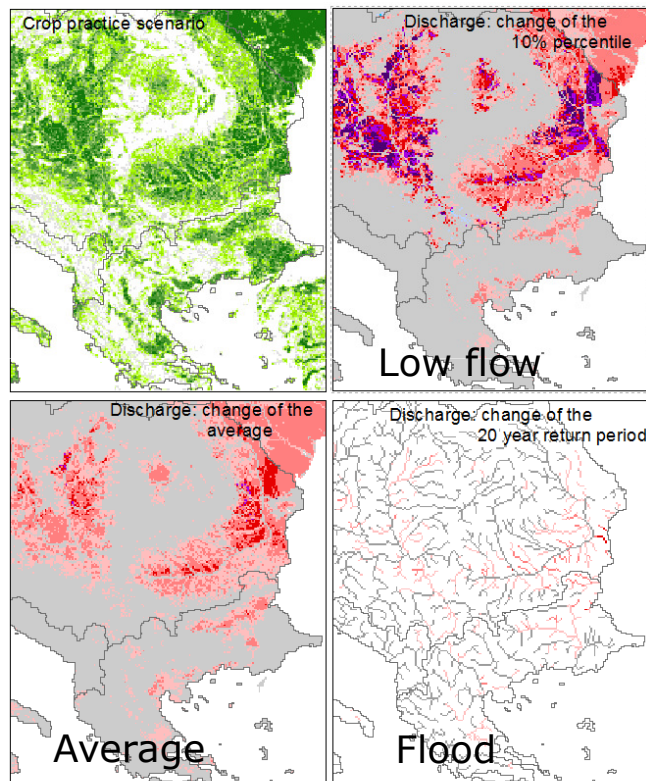 Crop practice scenario
Discharge: change of the
10% percentile
Low flow
Discharge: change of the
average
Average
Discharge: change of the
20 year return period
Flood